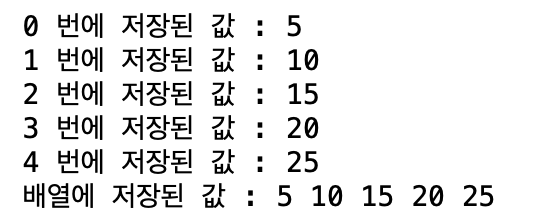 0 번에 저장된 값 : 5
1 번에 저장된 값 : 10
2 번에 저장된 값 : 15
3 번에 저장된 값 : 20
4 번에 저장된 값 : 25
배열에 저장된 값 : 5 10 15 20 25